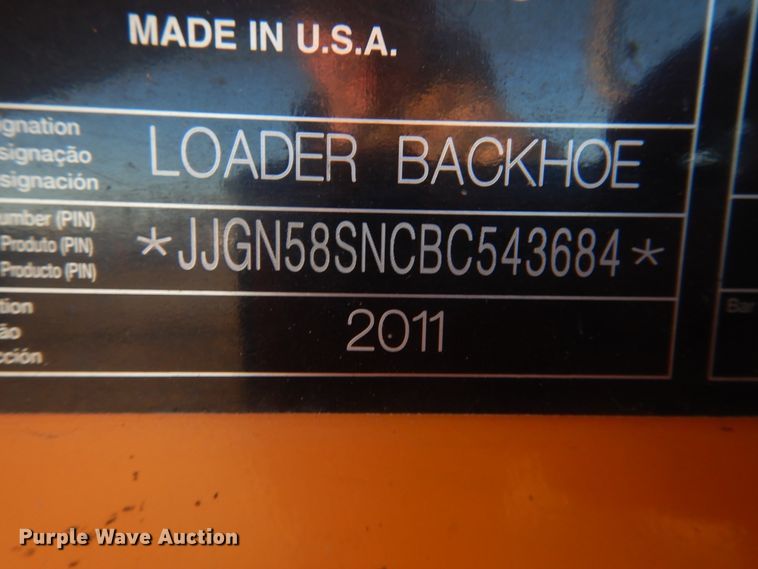 MADE IN U.S.A.
ignation
signação
signación
LOADER BACKHOE
umber (PIN)
Produto (PIN)
Producto (PIN)
*JJGN58SNCBC543684*
tion
ão
cción
2011
Bar
Purple Wave Auction